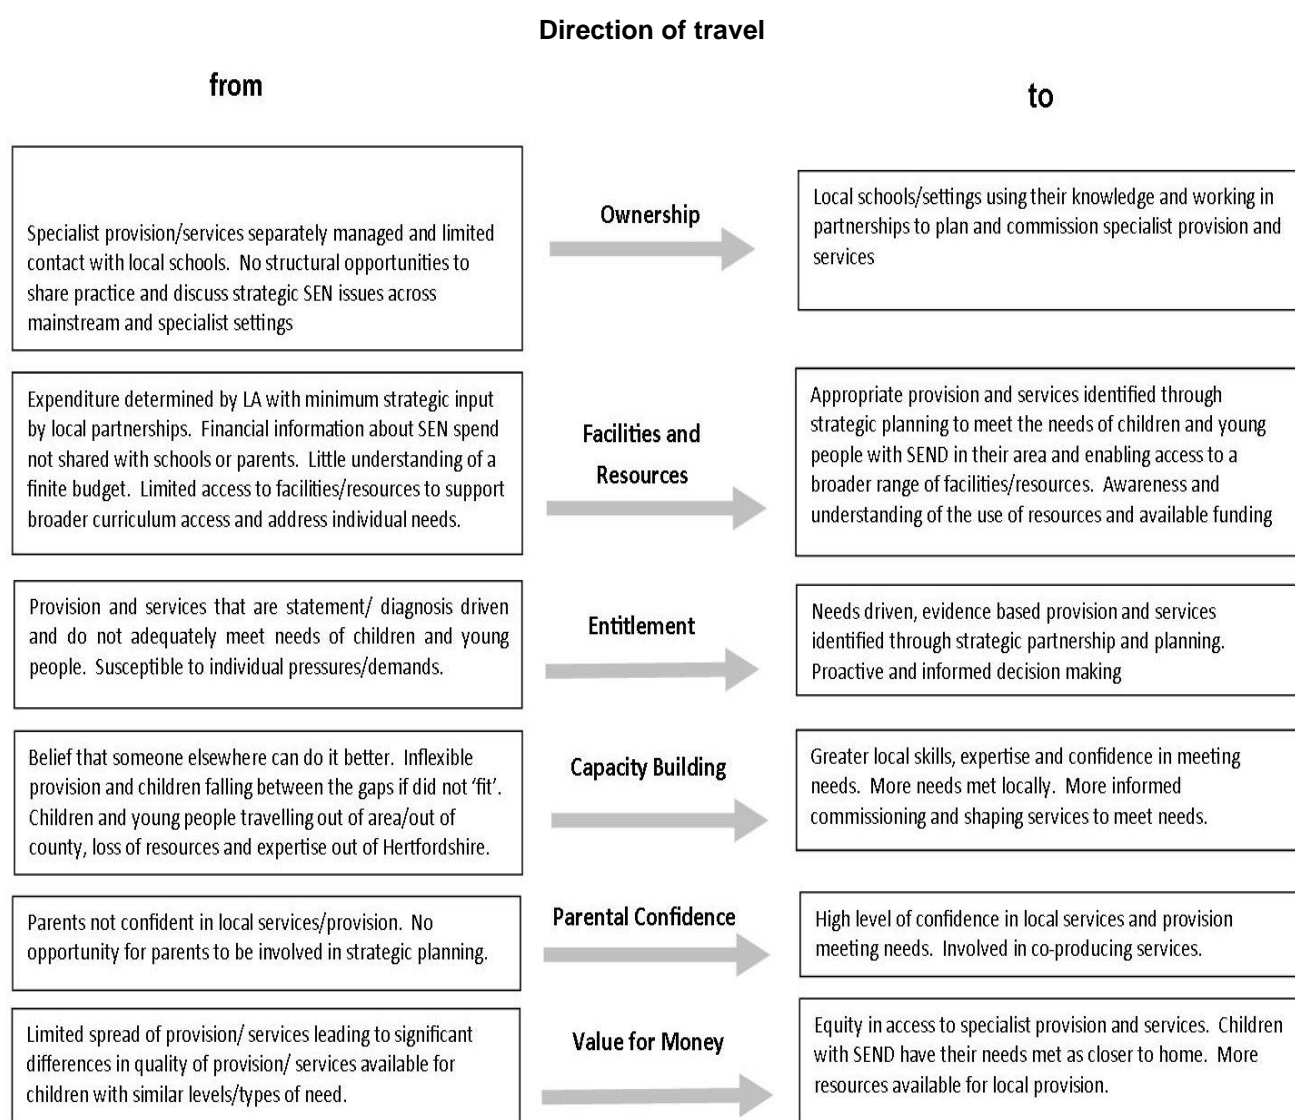 Direction of travel
from
to
Specialist provision/services separately managed and limited
contact with local schools. No structural opportunities to
share practice and discuss strategic SEN issues across
mainstream and specialist settings
Ownership
Local schools/settings using their knowledge and working in
partnerships to plan and commission specialist provision and
services
Expenditure determined by LA with minimum strategic input
by local partnerships. Financial information about SEN spend
not shared with schools or parents. Little understanding of a
finite budget. Limited access to facilities/resources to support
broader curriculum access and address individual needs.
Facilities and
Resources
Appropriate provision and services identified through
strategic planning to meet the needs of children and young
people with SEND in their area and enabling access to a
broader range of facilities/resources. Awareness and
understanding of the use of resources and available funding
Provision and services that are statement/ diagnosis driven
and do not adequately meet needs of children and young
people. Susceptible to individual pressures/demands.
Entitlement
Needs driven, evidence based provision and services
identified through strategic partnership and planning.
Proactive and informed decision making
Belief that someone elsewhere can do it better. Inflexible
provision and children falling between the gaps if did not ‘fit’.
Children and young people travelling out of area/out of
county, loss of resources and expertise out of Hertfordshire.
Capacity Building
Greater local skills, expertise and confidence in meeting
needs. More needs met locally. More informed
commissioning and shaping services to meet needs.
Parents not confident in local services/provision. No
opportunity for parents to be involved in strategic planning.
Parental Confidence
High level of confidence in local services and provision
meeting needs. Involved in co-producing services.
Limited spread of provision/ services leading to significant
differences in quality of provision/ services available for
children with similar levels/types of need.
Value for Money
Equity in access to specialist provision and services. Children
with SEND have their needs met as closer to home. More
resources available for local provision.